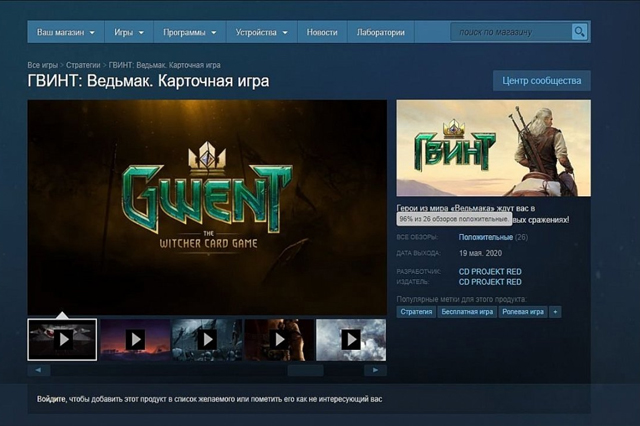 Ваш магазин Игры Программы Устройства Новости Лаборатории поиск по магазину
Все игры > Стратегии > ГВИНТ: Ведьмак. Карточная игра
ГВИНТ: Ведьмак. Карточная игра
Центр сообщества
GWENT
THE
WITCHER CARD GAME
ГВИНТ
Герои из мира «Ведьмака» ждут вас в
96% из 26 обзоров положительные.
вых сражениях!
ВСЕ ОБЗОРЫ: Положительные (26)
ДАТА ВЫХОДА: 19 мая. 2020
РАЗРАБОТЧИК: CD PROJEKT RED
ИЗДАТЕЛЬ: CD PROJEKT RED
Популярные метки для этого продукта:
Стратегия Бесплатная игра Ролевая игра +
Войдите, чтобы добавить этот продукт в список желаемого или пометить его как не интересующий вас